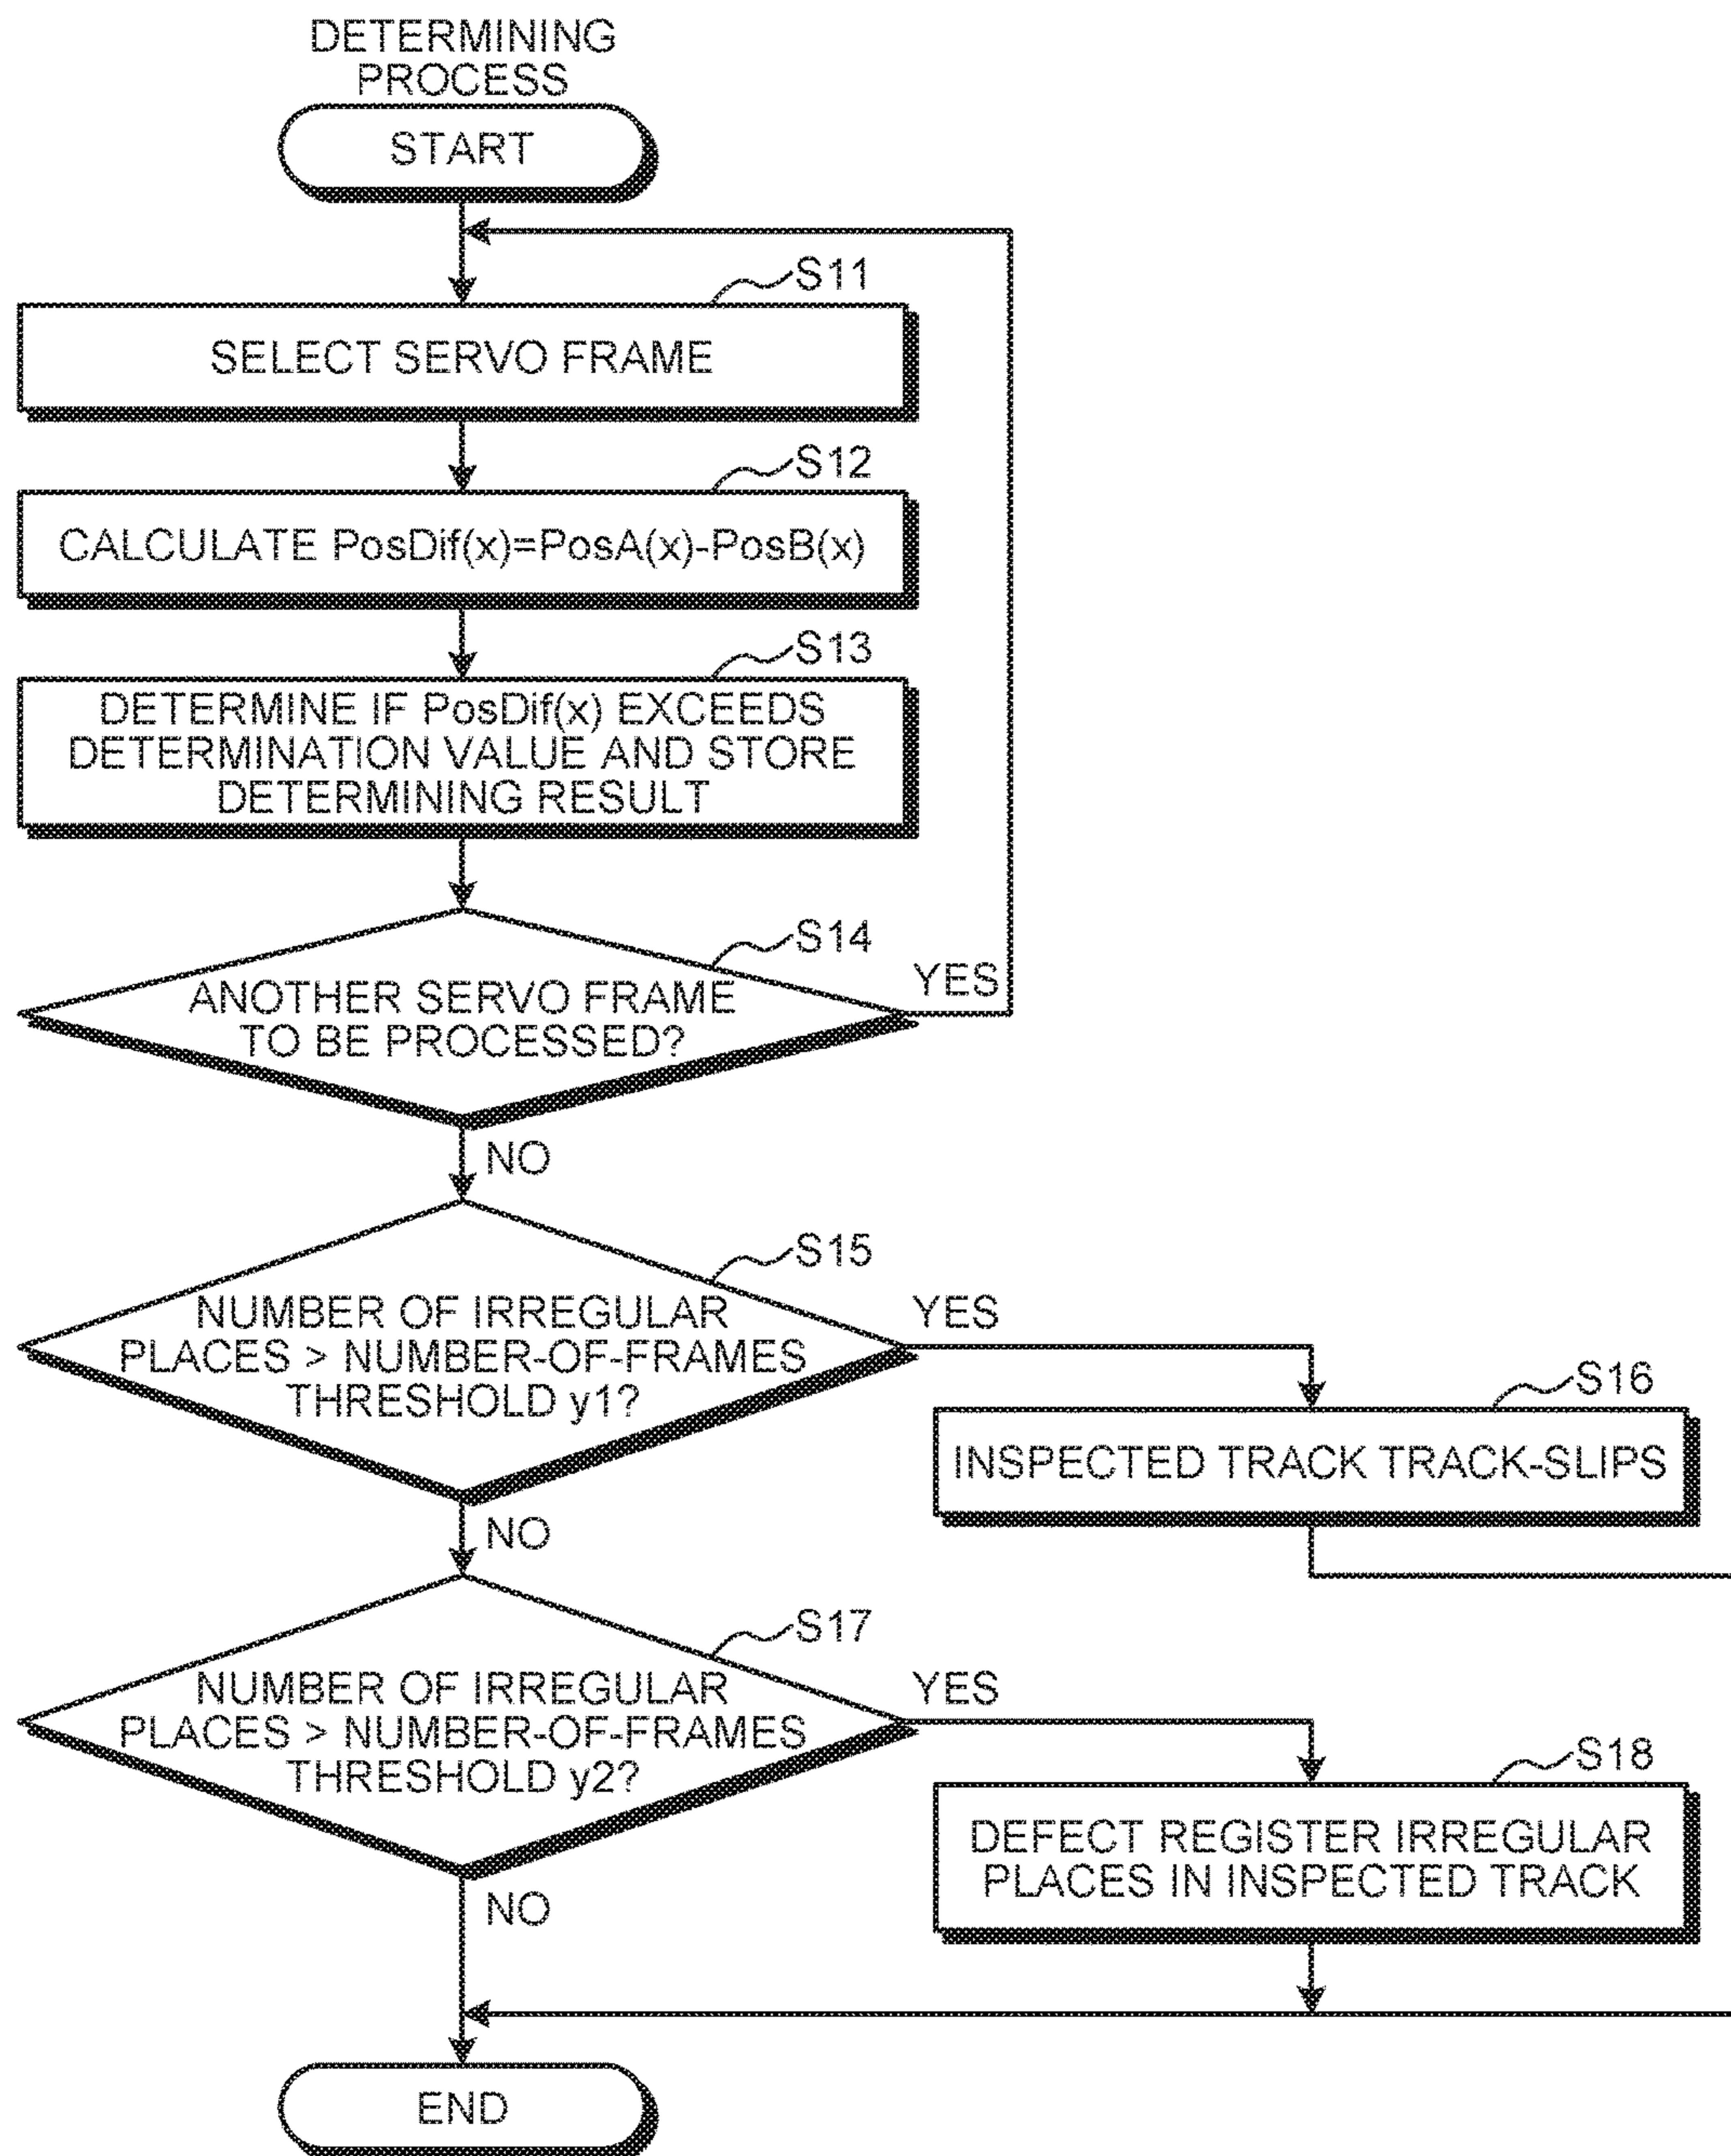 DETERMINING
PROCESS
START
S11
SELECT SERVO FRAME
S12
CALCULATE PosDif(x)=PosA(x)-PosB(x)
S13
DETERMINE IF PosDif(x) EXCEEDS
DETERMINATION VALUE AND STORE
DETERMINING RESULT
S14
ANOTHER SERVO FRAME
TO BE PROCESSED?
YES
NO
S15
NUMBER OF IRREGULAR
PLACES > NUMBER-OF-FRAMES
THRESHOLD y1?
YES
S16
INSPECTED TRACK TRACK-SLIPS
NO
S17
NUMBER OF IRREGULAR
PLACES > NUMBER-OF-FRAMES
THRESHOLD y2?
YES
S18
DEFECT REGISTER IRREGULAR
PLACES IN INSPECTED TRACK
NO
END